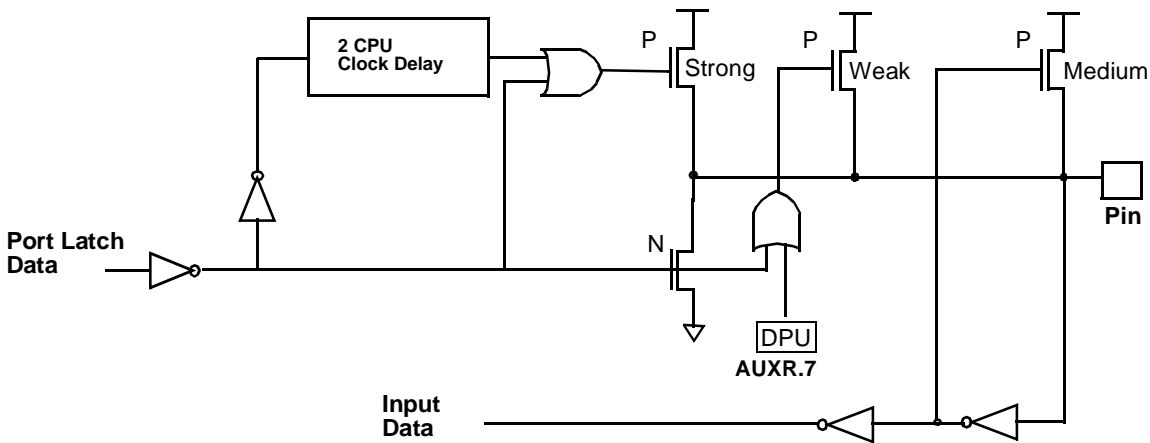 2 CPU
Clock Delay
P
Strong
P
Weak
P
Medium
Pin
Port Latch
Data
N
DPU
AUXR.7
Input
Data